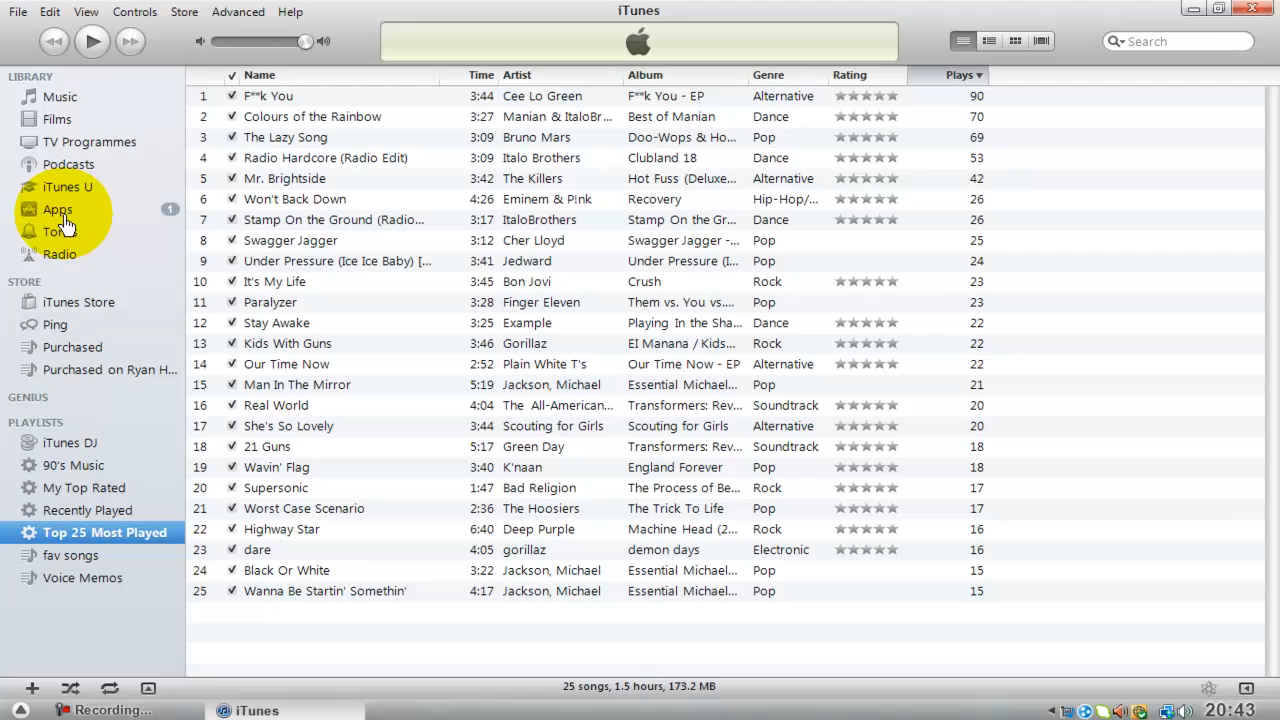 File Edit View Controls Store Advanced Help
iTunes
Search
LIBRARY
Music
Films
TV Programmes
Podcasts
iTunes U
Apps 1
Radio
STORE
iTunes Store
Ping
Purchased
Purchased on Ryan H...
GENIUS
PLAYLISTS
iTunes DJ
90's Music
My Top Rated
Recently Played
Top 25 Most Played
fav songs
Voice Memos
Name Time Artist Album Genre Rating Plays
1 F**k You 3:44 Cee Lo Green F**k You - EP Alternative 90
2 Colours of the Rainbow 3:27 Manian & ItaloBr... Best of Manian Dance 70
3 The Lazy Song 3:09 Bruno Mars Doo-Wops & Ho... Pop 69
4 Radio Hardcore (Radio Edit) 3:09 Italo Brothers Clubland 18 Dance 53
5 Mr. Brightside 3:42 The Killers Hot Fuss (Deluxe... Alternative 42
6 Won't Back Down 4:26 Eminem & P!nk Recovery Hip-Hop/... 26
7 Stamp On the Ground (Radio... 3:17 ItaloBrothers Stamp On the Gr... Dance 26
8 Swagger Jagger 3:12 Cher Lloyd Swagger Jagger -... Pop 25
9 Under Pressure (Ice Ice Baby) [... 3:41 Jedward Under Pressure (I... Pop 24
10 It's My Life 3:45 Bon Jovi Crush Rock 23
11 Paralyzer 3:28 Finger Eleven Them vs. You vs.... Pop 23
12 Stay Awake 3:25 Example Playing In the Sha... Dance 22
13 Kids With Guns 3:46 Gorillaz El Manana / Kids... Rock 22
14 Our Time Now 2:52 Plain White T's Our Time Now - EP Alternative 22
15 Man In The Mirror 5:19 Jackson, Michael Essential Michael... Pop 21
16 Real World 4:04 The All-American... Transformers: Rev... Soundtrack 20
17 She's So Lovely 3:44 Scouting for Girls Scouting for Girls Alternative 20
18 21 Guns 5:17 Green Day Transformers: Rev... Soundtrack 18
19 Wavin' Flag 3:40 K'naan England Forever Pop 18
20 Supersonic 1:47 Bad Religion The Process of Be... Rock 17
21 Worst Case Scenario 2:36 The Hoosiers The Trick To Life Pop 17
22 Highway Star 6:40 Deep Purple Machine Head (2... Rock 16
23 dare 4:05 gorillaz demon days Electronic 16
24 Black Or White 3:22 Jackson, Michael Essential Michael... Pop 15
25 Wanna Be Startin' Somethin' 4:17 Jackson, Michael Essential Michael... Pop 15
25 songs, 1.5 hours, 173.2 MB
Recording... iTunes 20:43